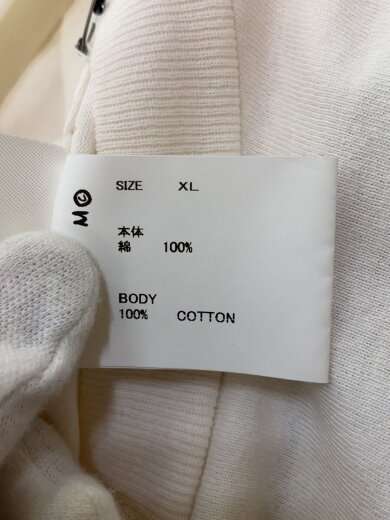 SIZE XL
本体
綿 100%
BODY
100% COTTON